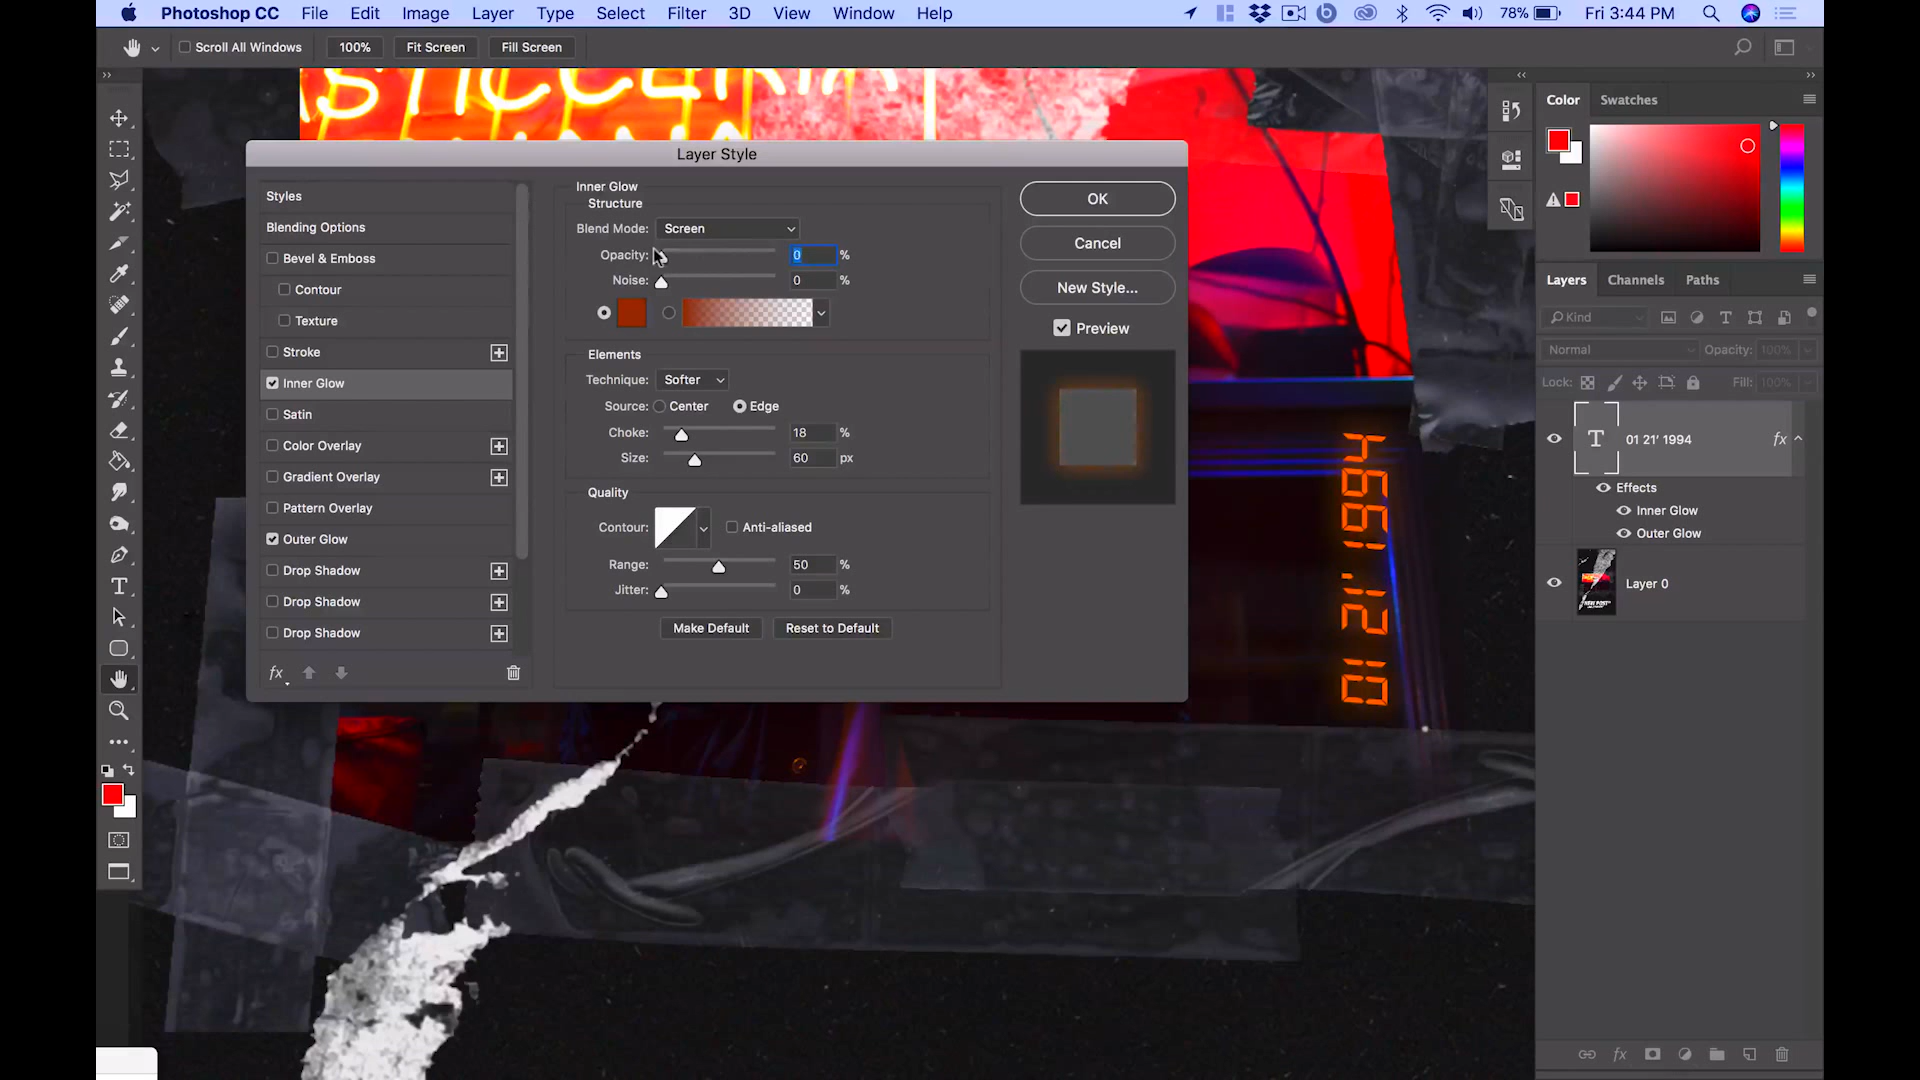 Photoshop CC File Edit Image Layer Type Select Filter 3D View Window Help 78% Fri 3:44 PM
Scroll All Windows 100% Fit Screen Fill Screen
Color Swatches
Layer Style
Styles
Blending Options
Bevel & Emboss
Contour
Texture
Stroke
Inner Glow
Satin
Color Overlay
Gradient Overlay
Pattern Overlay
Outer Glow
Drop Shadow
Drop Shadow
Drop Shadow
fx
Inner Glow
Structure
Blend Mode: Screen
Opacity: 0 %
Noise: 0 %
Elements
Technique: Softer
Source: Center Edge
Choke: 18 %
Size: 60 px
Quality
Contour: Anti-aliased
Range: 50 %
Jitter: 0 %
Make Default Reset to Default
OK
Cancel
New Style...
Preview
01 21' 1994
Layers Channels Paths
Kind
Normal Opacity: 100%
Lock: Fill: 100%
T 01 21' 1994 fx
Effects
Inner Glow
Outer Glow
Layer 0
fx